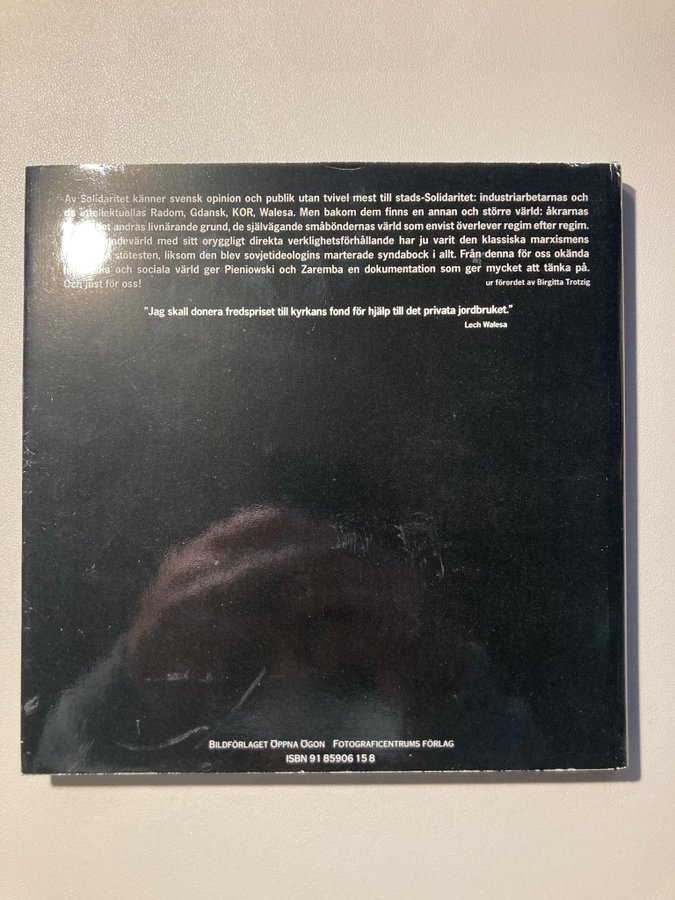 Av Solidaritet känner svensk opinion och publik utan tvivel mest till stads-Solidaritet: industriarbetarnas och
de intellektuellas Radom, Gdansk, KOR, Walesa. Men bakom dem finns en annan och större värld: åkrarnas
andras livnärande grund, de självägande småböndernas värld som envist överlever regim efter regim.
med sitt oryggligt direkta verklighetsförhållande har ju varit den klassiska marxismens
stötesten, liksom den blev sovjetideologins marterade syndabock i allt. Från denna för oss okända
och sociala värld ger Pieniowski och Zaremba en dokumentation som ger mycket att tänka på.
Och just för oss!
ur förordet av Birgitta Trotzig
"Jag skall donera fredspriset till kyrkans fond för hjälp till det privata jordbruket."
Lech Walesa
BILDFÖRLAGET ÖPPNA ÖGON FOTOGRAFICENTRUMS FÖRLAG
ISBN 91 85906 15 8